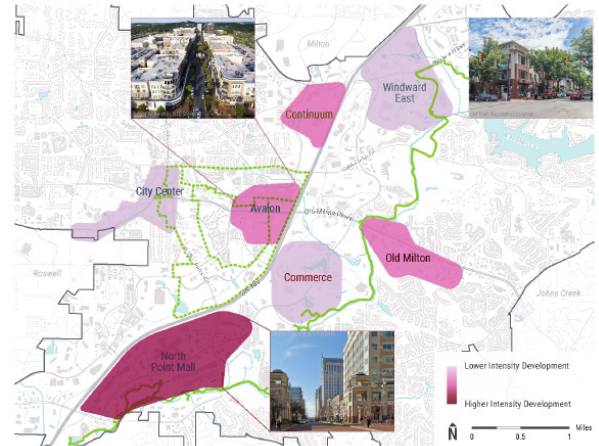 Milton
Windward
East
Continuum
City Center
Avalon
Old Milton
Commerce
Roswell
Johns Creek
North
Point Mall
Lower Intensity Development
Higher Intensity Development
N
0 0.5 1 Miles